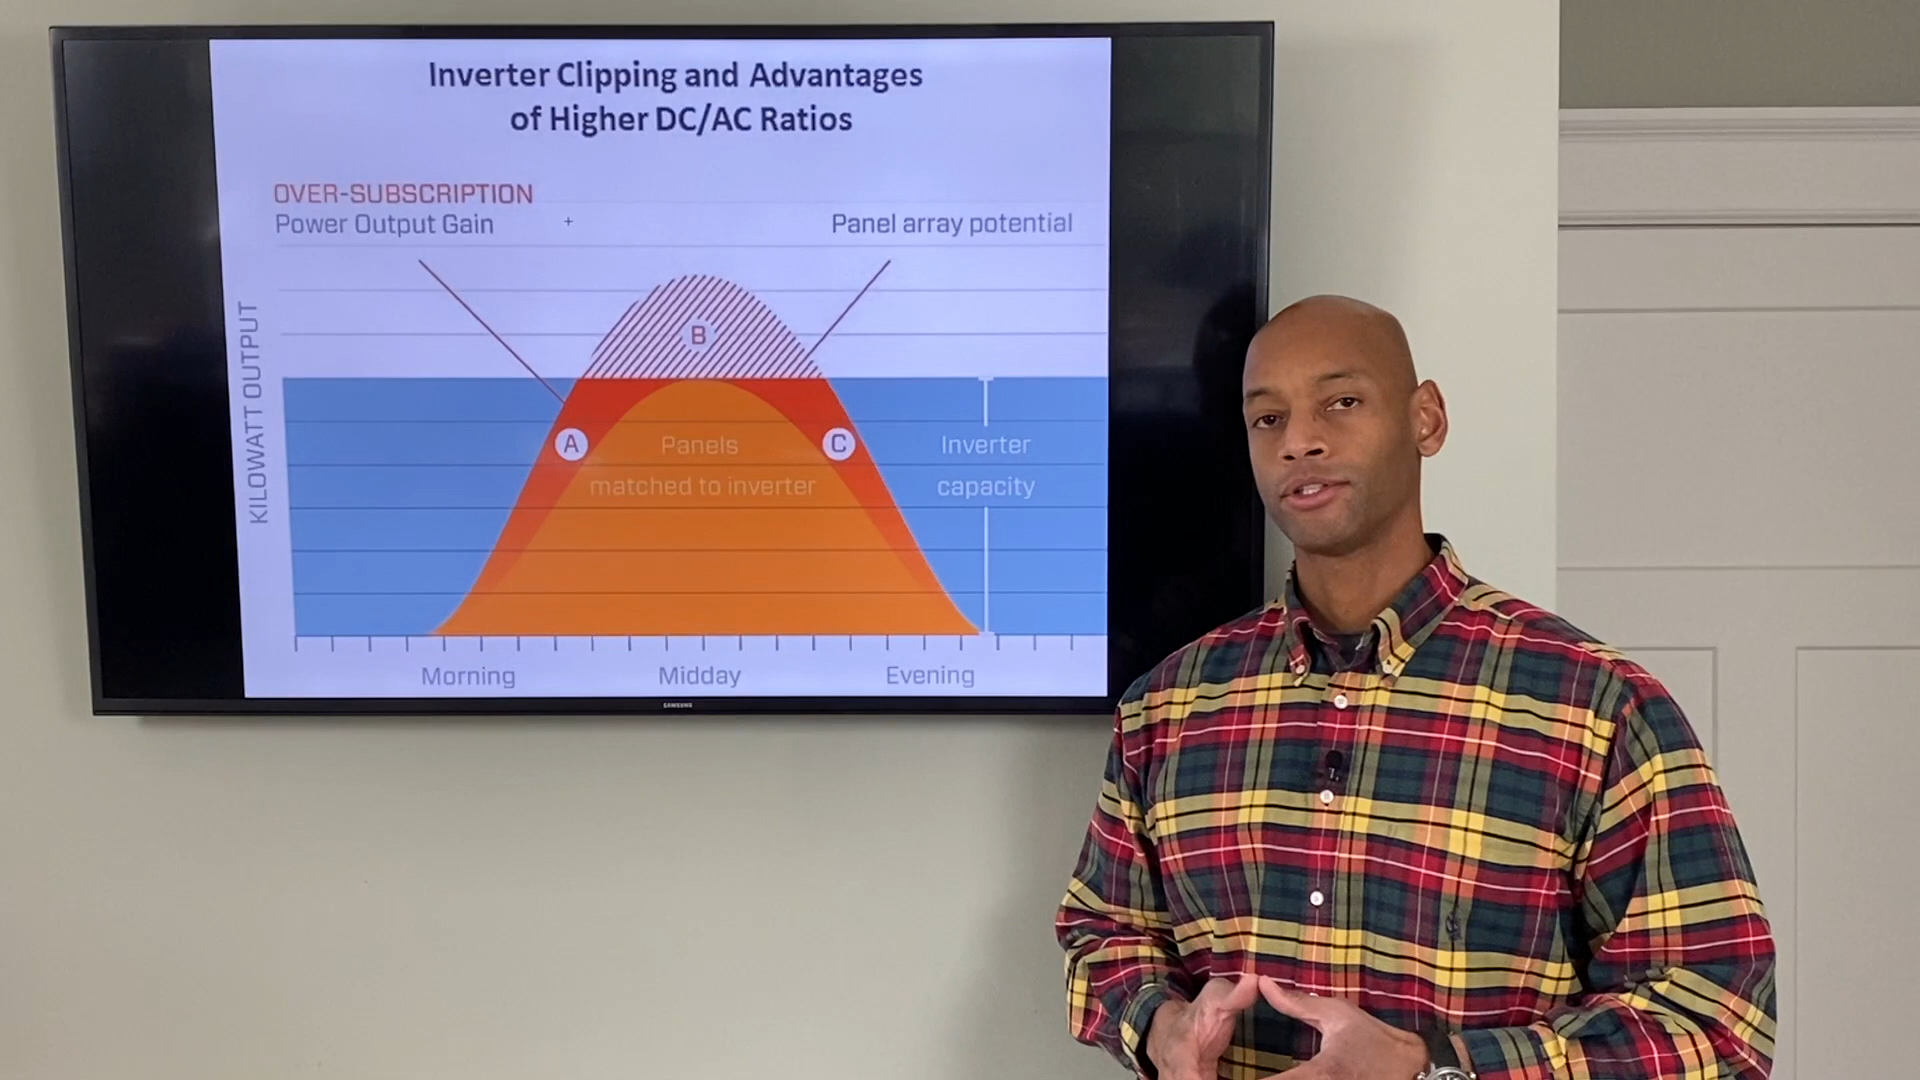 Inverter Clipping and Advantages
of Higher DC/AC Ratios
OVER-SUBSCRIPTION
Power Output Gain
+
Panel array potential
KILOWATT OUTPUT
B
A
Panels
matched to inverter
C
Inverter
capacity
Morning
Midday
Evening
SAMSUNG